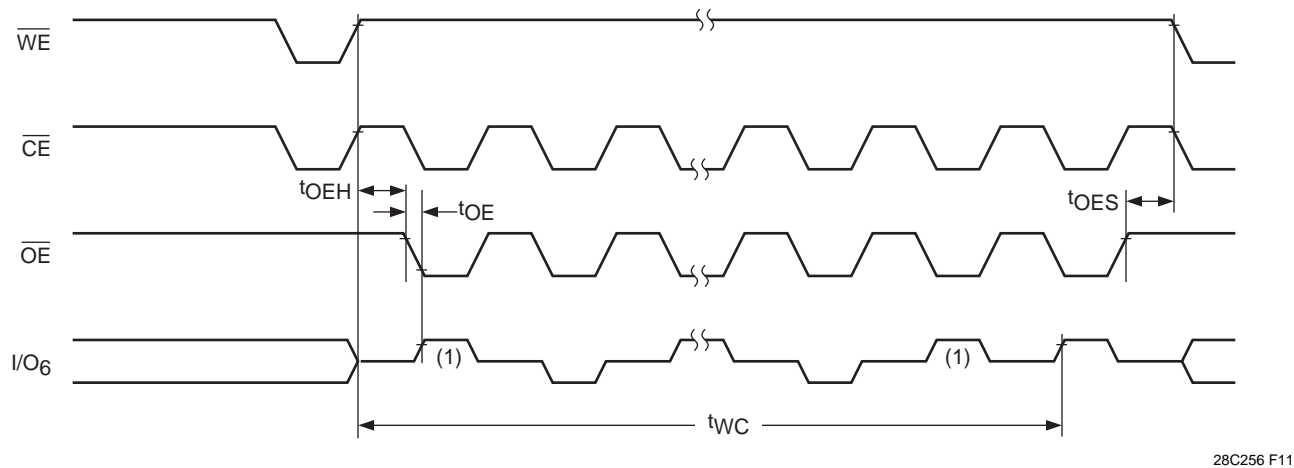 WE
CE
tOEH
tOE
tOES
OE
I/O6
(1)
(1)
tWC
28C256 F11